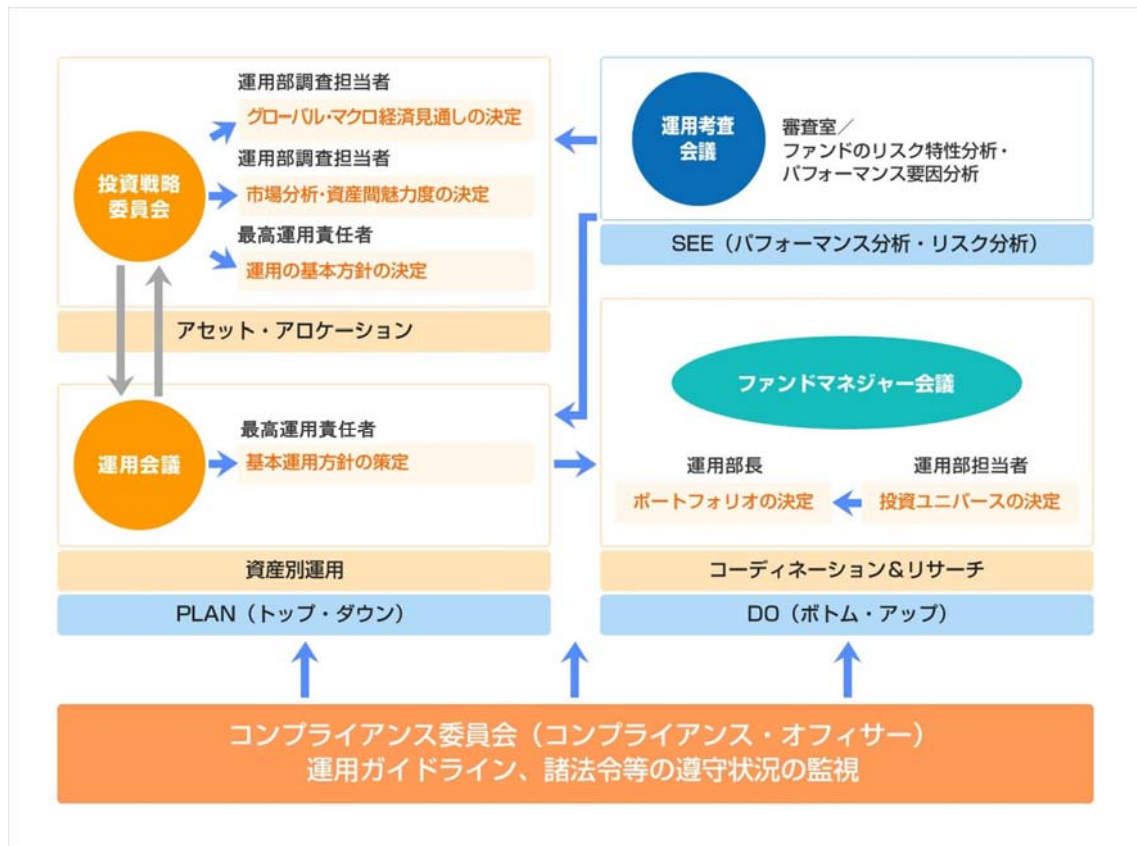 運用部調査担当者
グローバル・マクロ経済見通しの決定
投資戦略
委員会
運用部調査担当者
市場分析・資産間魅力度の決定
最高運用責任者
運用の基本方針の決定
アセット・アロケーション
運用会議
最高運用責任者
基本運用方針の策定
資産別運用
PLAN（トップ・ダウン）
運用考査
会議
審査室／
ファンドのリスク特性分析・
パフォーマンス要因分析
SEE（パフォーマンス分析・リスク分析）
ファンドマネジャー会議
運用部長
ポートフォリオの決定
運用部担当者
投資ユニバースの決定
コーディネーション＆リサーチ
DO（ボトム・アップ）
コンプライアンス委員会（コンプライアンス・オフィサー）
運用ガイドライン、諸法令等の遵守状況の監視